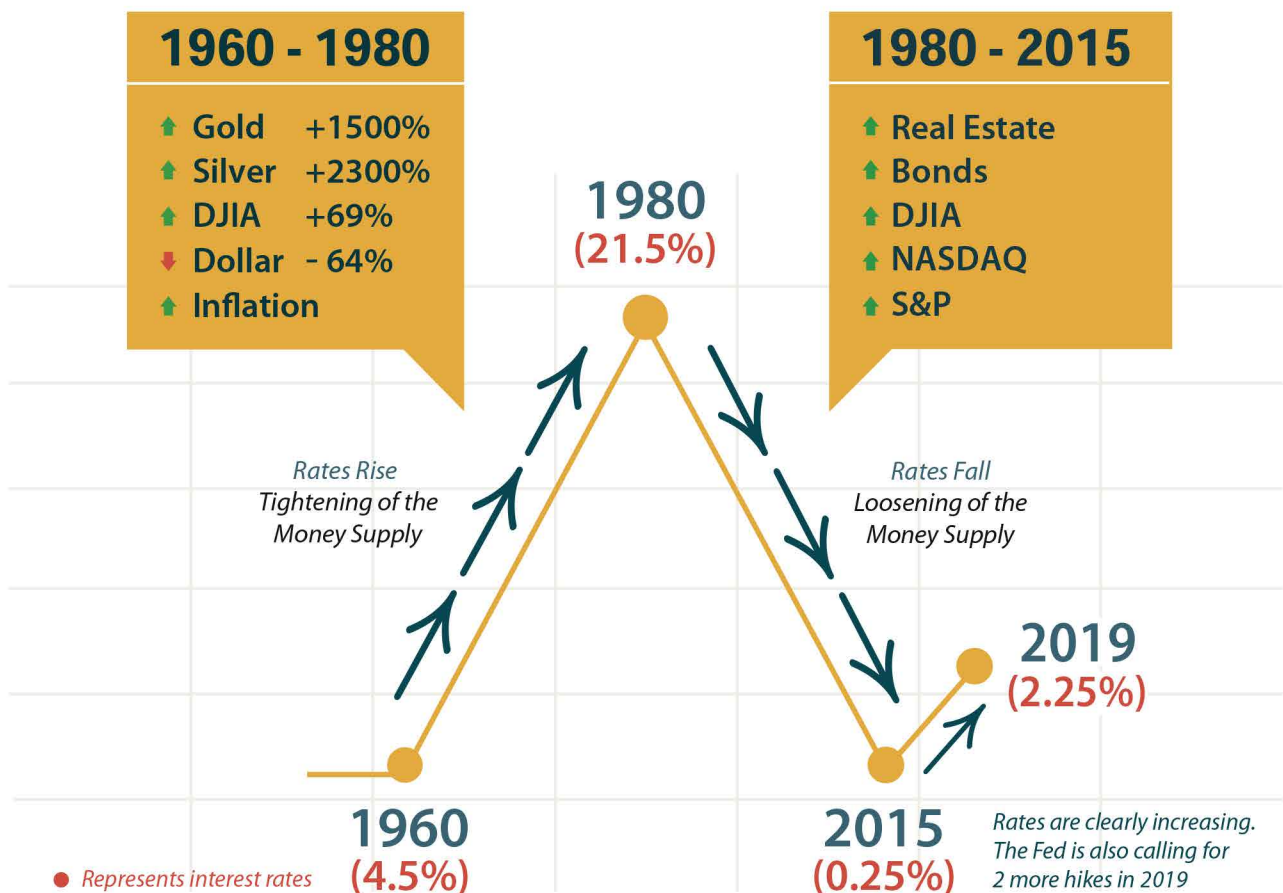 1960 - 1980
Gold +1500%
Silver +2300%
DJIA +69%
Dollar - 64%
Inflation
1980 - 2015
Real Estate
Bonds
DJIA
NASDAQ
S&P
1980
(21.5%)
Rates Rise
Tightening of the
Money Supply
Rates Fall
Loosening of the
Money Supply
2019
(2.25%)
1960
(4.5%)
2015
(0.25%)
Rates are clearly increasing.
The Fed is also calling for
2 more hikes in 2019
Represents interest rates